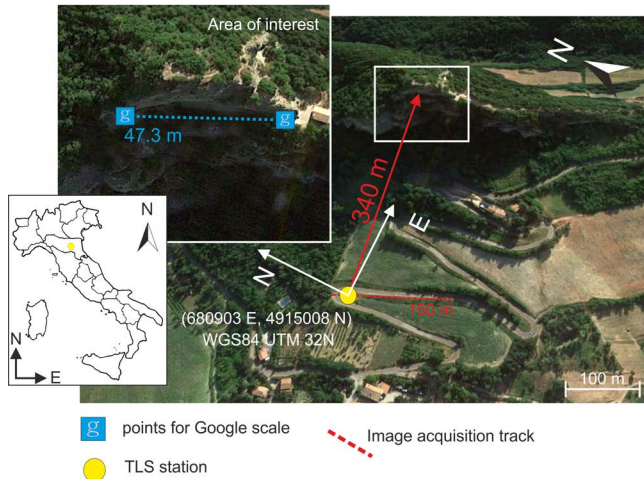 Area of interest
N
g
g
47.3 m
340 m
E
N
150 m
(680903 E, 4915008 N)
WGS84 UTM 32N
100 m
N
N
E
g points for Google scale
Image acquisition track
TLS station